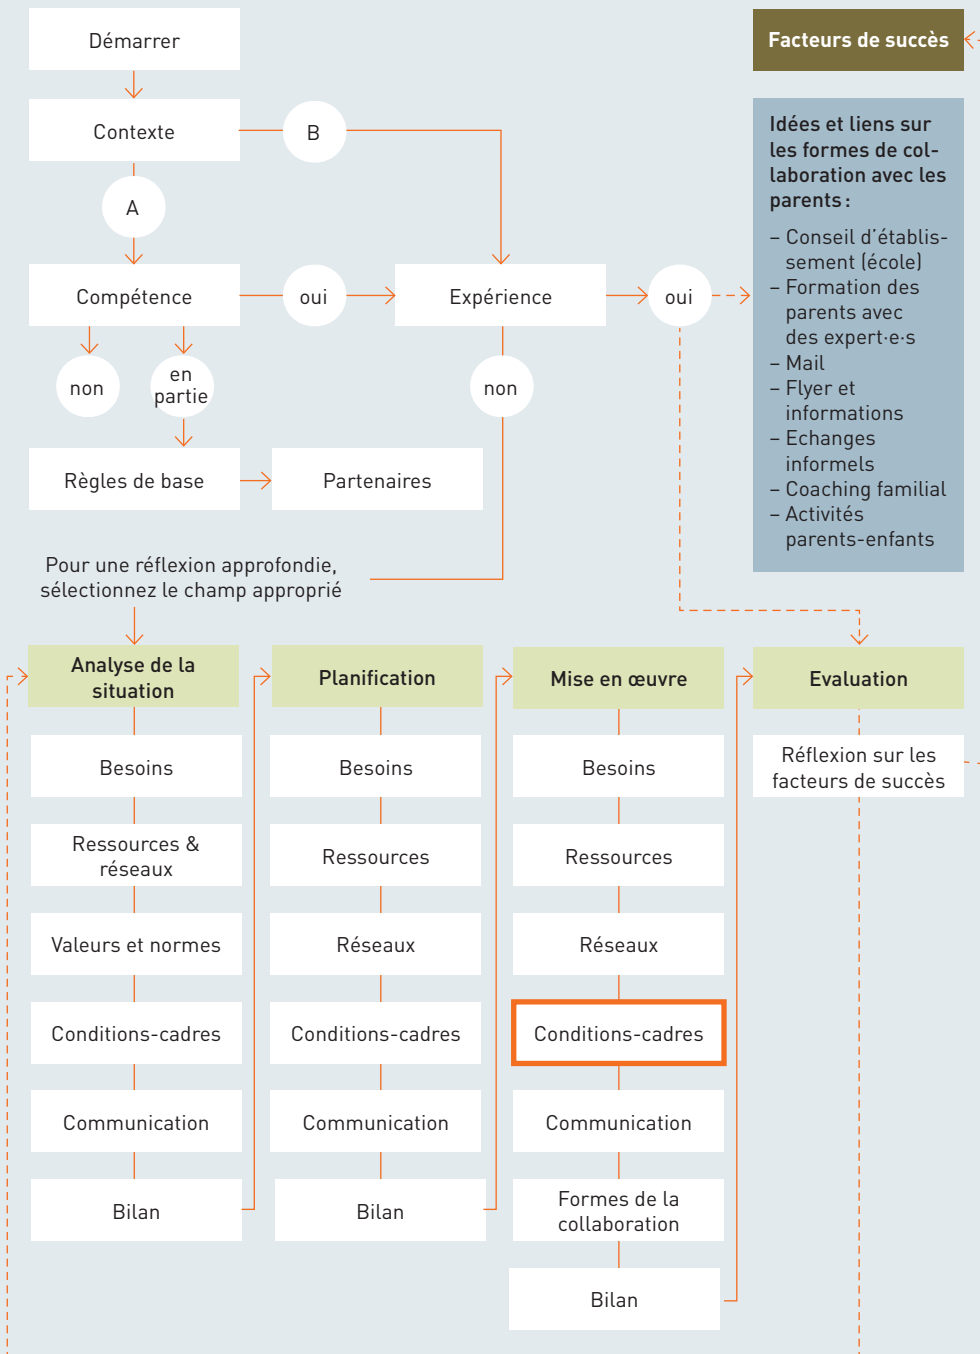 Démarrer
Facteurs de succès
Contexte
B
Idées et liens sur
les formes de col-
laboration avec les
parents :
– Conseil d'établis-
sement (école)
– Formation des
parents avec
des expert·e·s
– Mail
– Flyer et
informations
– Echanges
informels
– Coaching familial
– Activités
parents-enfants
A
Compétence
oui
Expérience
oui
non
en
partie
non
Règles de base
Partenaires
Pour une réflexion approfondie,
sélectionnez le champ approprié
Analyse de la
situation
Besoins
Ressources &
réseaux
Valeurs et normes
Conditions-cadres
Communication
Bilan
Planification
Besoins
Ressources
Réseaux
Conditions-cadres
Communication
Bilan
Mise en œuvre
Besoins
Ressources
Réseaux
Conditions-cadres
Communication
Formes de la
collaboration
Bilan
Evaluation
Réflexion sur les
facteurs de succès